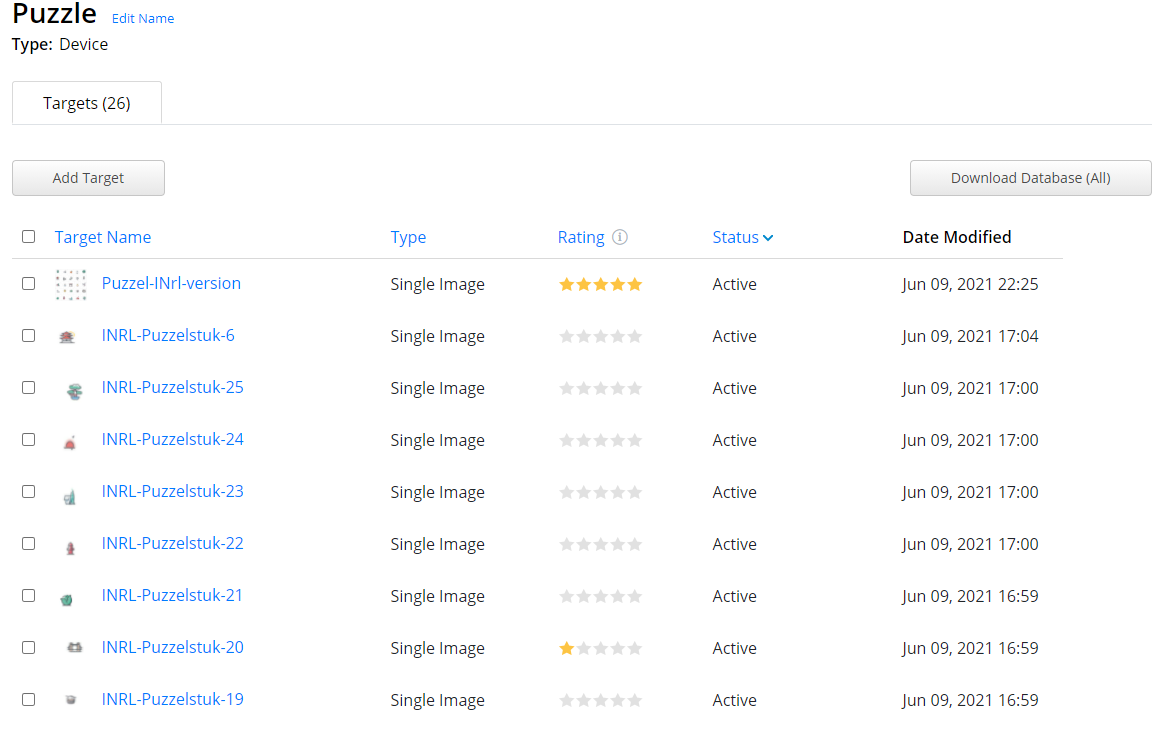 Puzzle Edit Name
Type: Device
Targets (26)
Add Target Download Database (All)
Target Name Type Rating Status Date Modified
Puzzel-INrl-version Single Image Active Jun 09, 2021 22:25
INRL-Puzzelstuk-6 Single Image Active Jun 09, 2021 17:04
INRL-Puzzelstuk-25 Single Image Active Jun 09, 2021 17:00
INRL-Puzzelstuk-24 Single Image Active Jun 09, 2021 17:00
INRL-Puzzelstuk-23 Single Image Active Jun 09, 2021 17:00
INRL-Puzzelstuk-22 Single Image Active Jun 09, 2021 17:00
INRL-Puzzelstuk-21 Single Image Active Jun 09, 2021 16:59
INRL-Puzzelstuk-20 Single Image Active Jun 09, 2021 16:59
INRL-Puzzelstuk-19 Single Image Active Jun 09, 2021 16:59